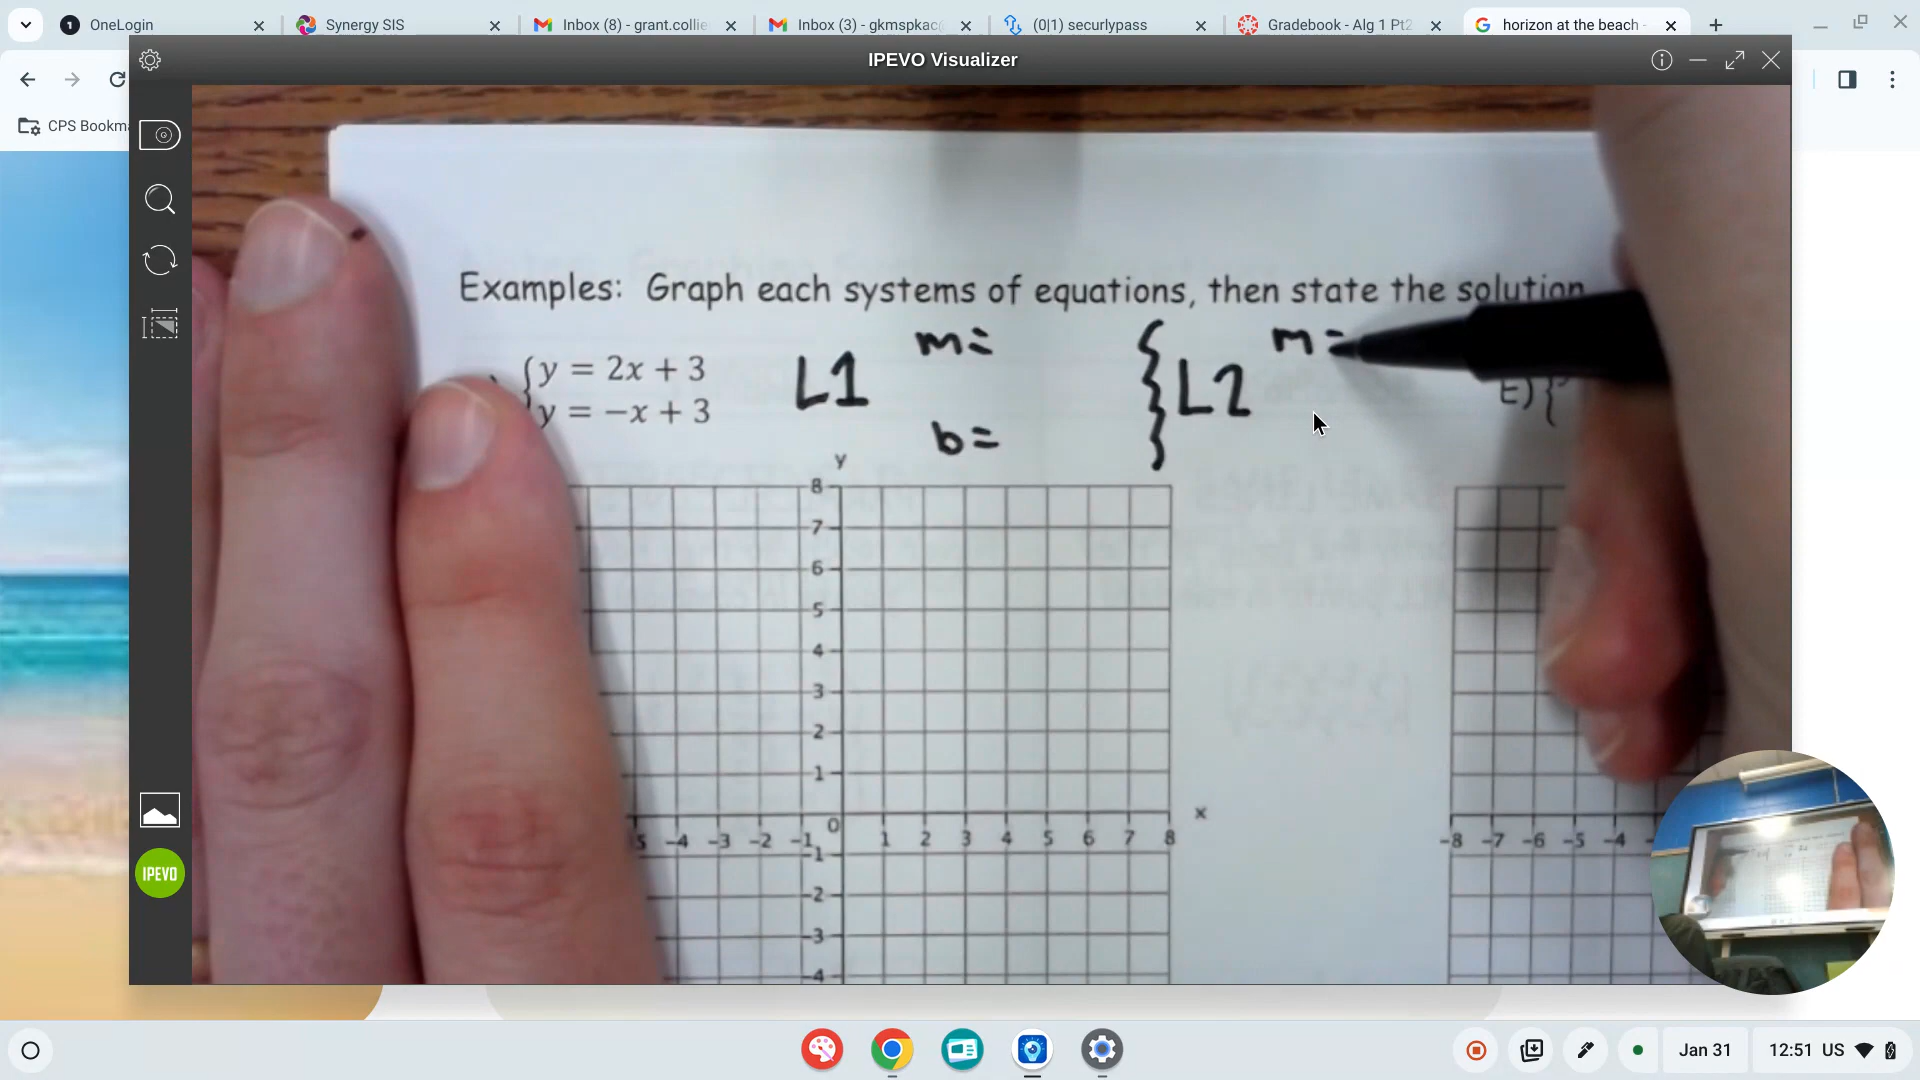 OneLogin
Synergy SIS
Inbox (8) - grant.collie
Inbox (3) - gkmspkac
(0|1) securlypass
Gradebook - Alg 1 Pt2
horizon at the beach -
IPEVO Visualizer
CPS Bookma
Examples: Graph each systems of equations, then state the solution
y = 2x + 3
y = −x + 3
L1
m=
b=
L2
m=
E)
y
8
7
6
5
4
3
2
1
0
-5 -4 -3 -2 -1 1 2 3 4 5 6 7 8
x
-8 -7 -6 -5 -4
-1
-2
-3
-4
IPEVO
Jan 31
12:51 US